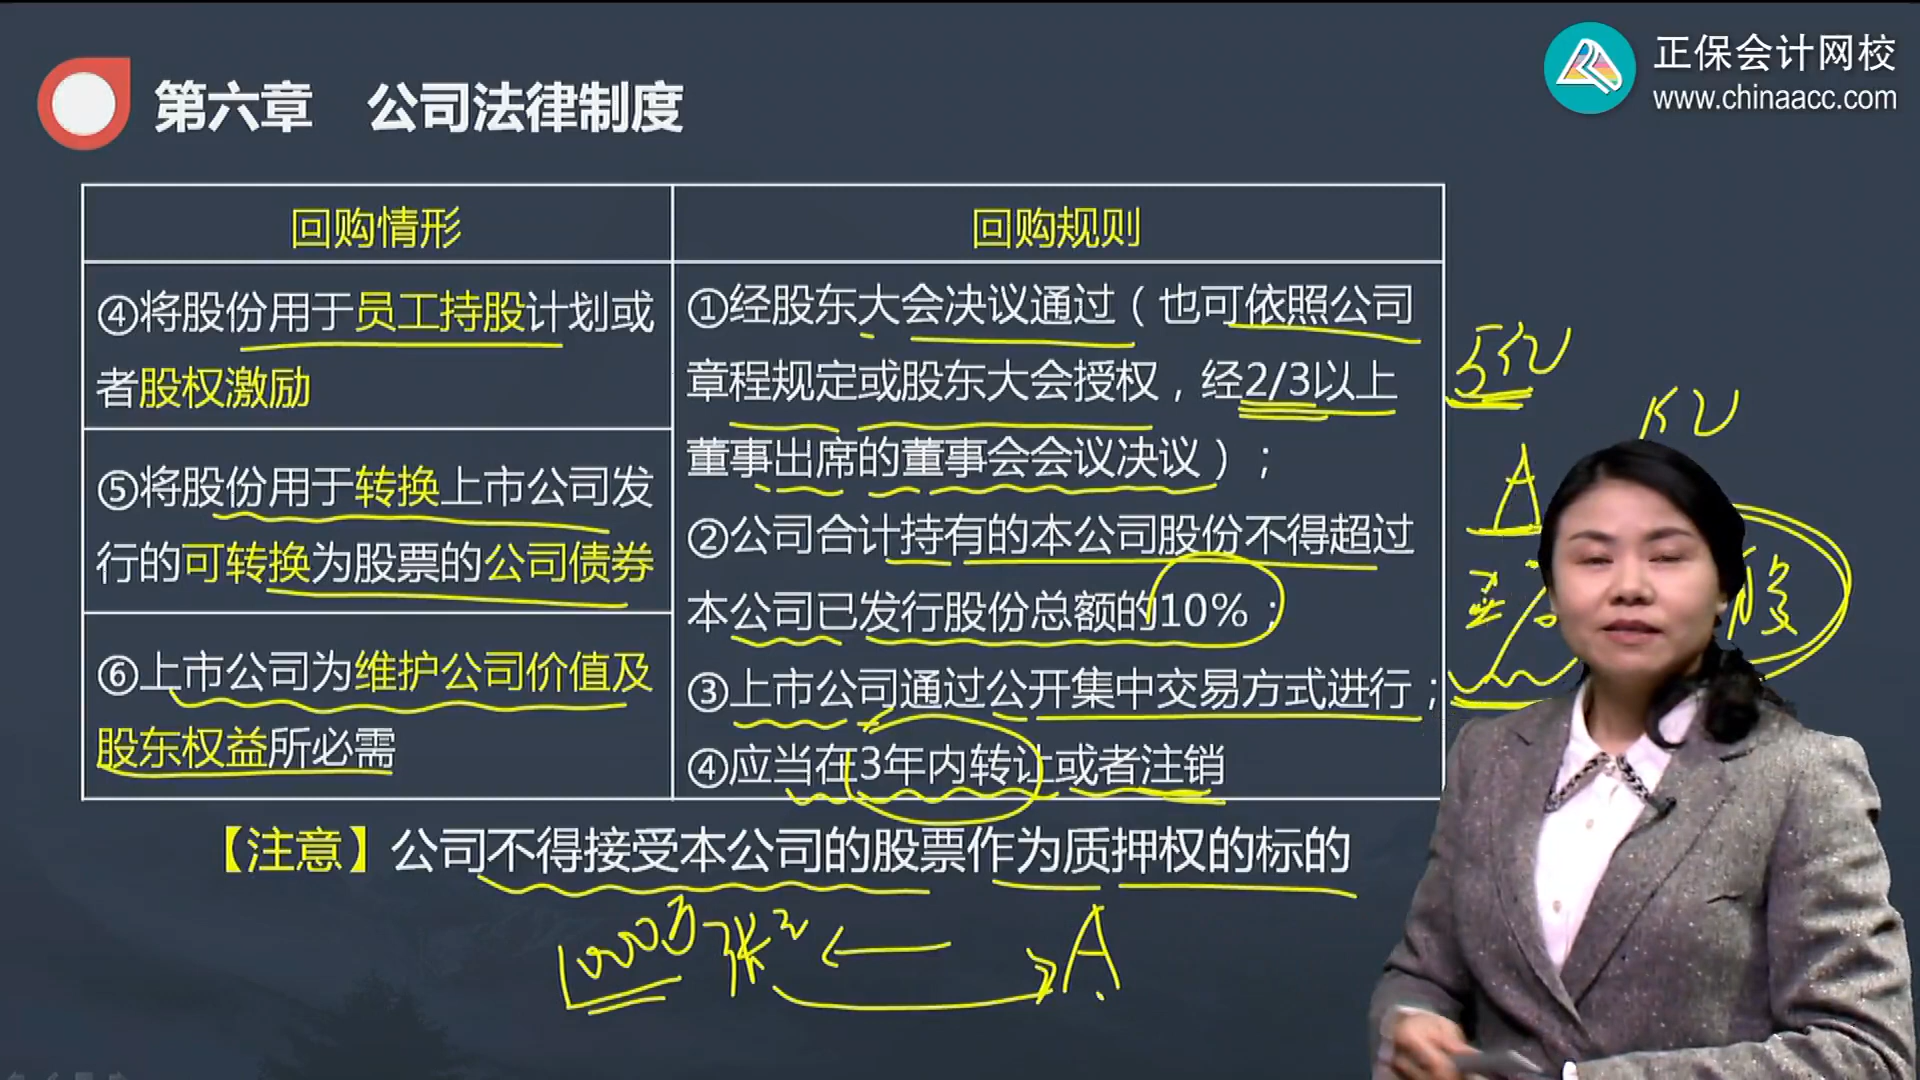 正保会计网校
www.chinaacc.com
第六章 公司法律制度
回购情形
回购规则
④将股份用于员工持股计划或
者股权激励
⑤将股份用于转换上市公司发
行的可转换为股票的公司债券
⑥上市公司为维护公司价值及
股东权益所必需
①经股东大会决议通过（也可依照公司
章程规定或股东大会授权，经2/3以上
董事出席的董事会会议决议）；
②公司合计持有的本公司股份不得超过
本公司已发行股份总额的10%；
③上市公司通过公开集中交易方式进行；
④应当在3年内转让或者注销
5亿
A
股
【注意】公司不得接受本公司的股票作为质押权的标的
1000万 张三 A